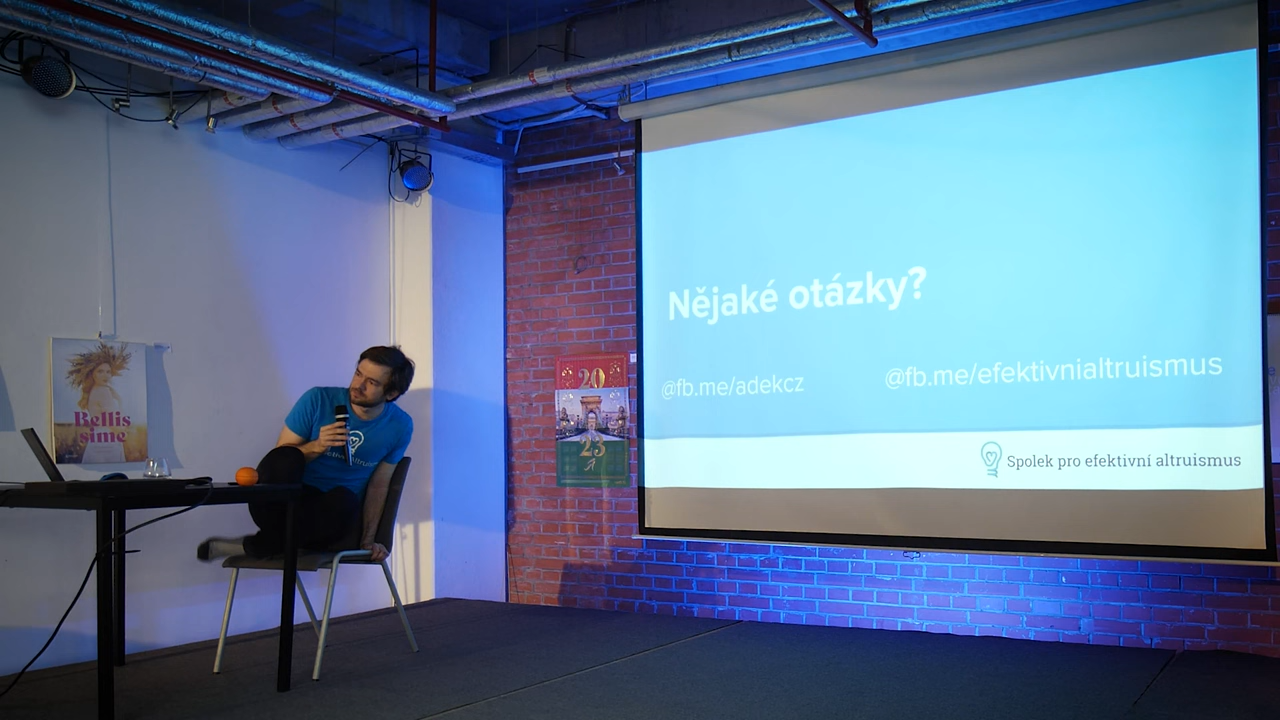 Nějaké otázky?
@fb.me/adekcz
@fb.me/efektivnialtruismus
Spolek pro efektivní altruismus
Bellis
sime
20
23